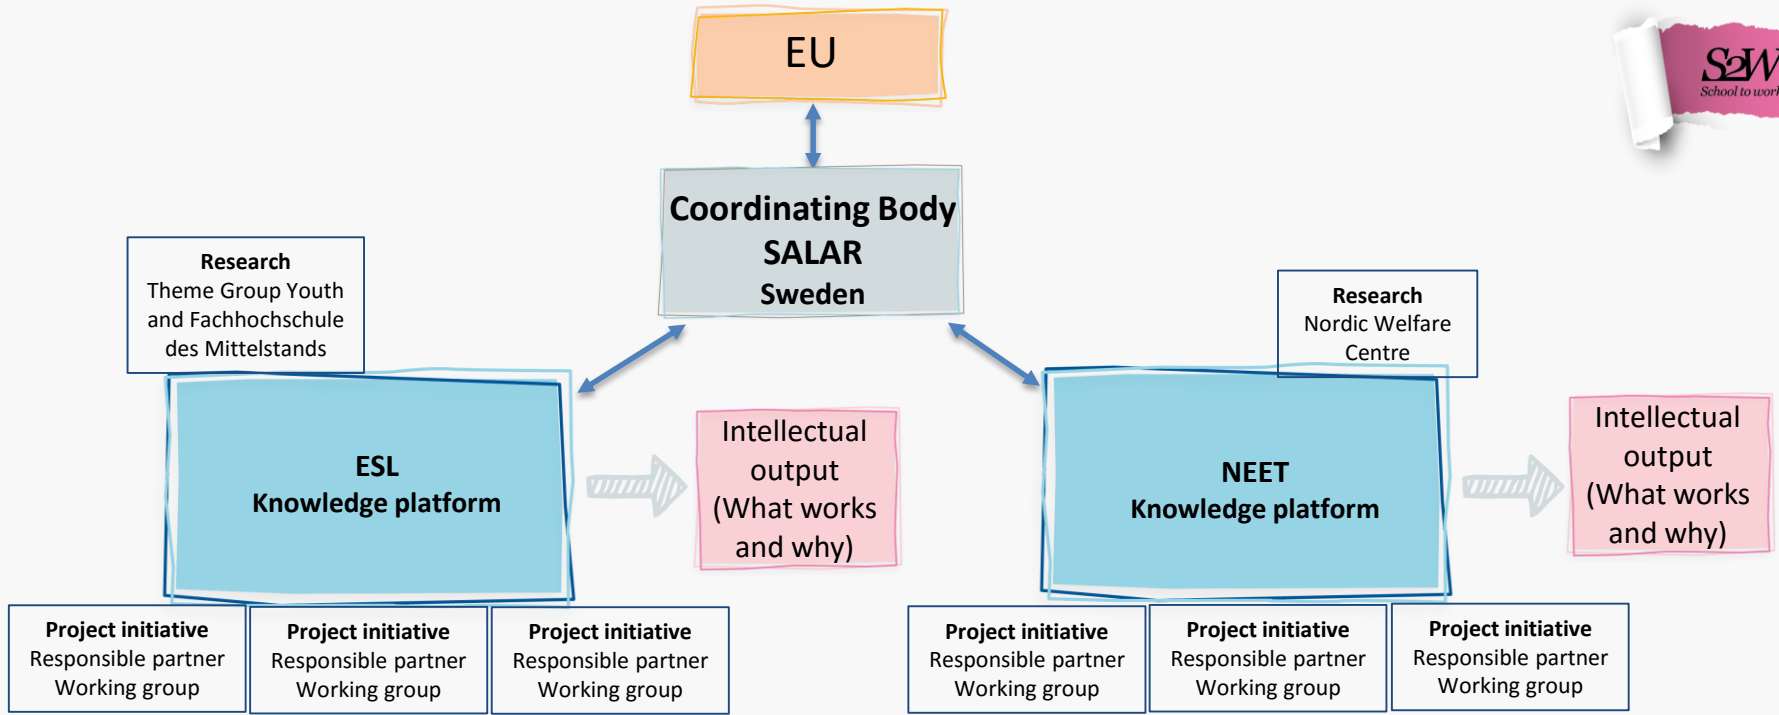 EU
S2W
School to work
Coordinating Body
SALAR
Sweden
Research
Theme Group Youth
and Fachhochschule
des Mittelstands
Research
Nordic Welfare
Centre
ESL
Knowledge platform
Intellectual
output
(What works
and why)
NEET
Knowledge platform
Intellectual
output
(What works
and why)
Project initiative
Responsible partner
Working group
Project initiative
Responsible partner
Working group
Project initiative
Responsible partner
Working group
Project initiative
Responsible partner
Working group
Project initiative
Responsible partner
Working group
Project initiative
Responsible partner
Working group